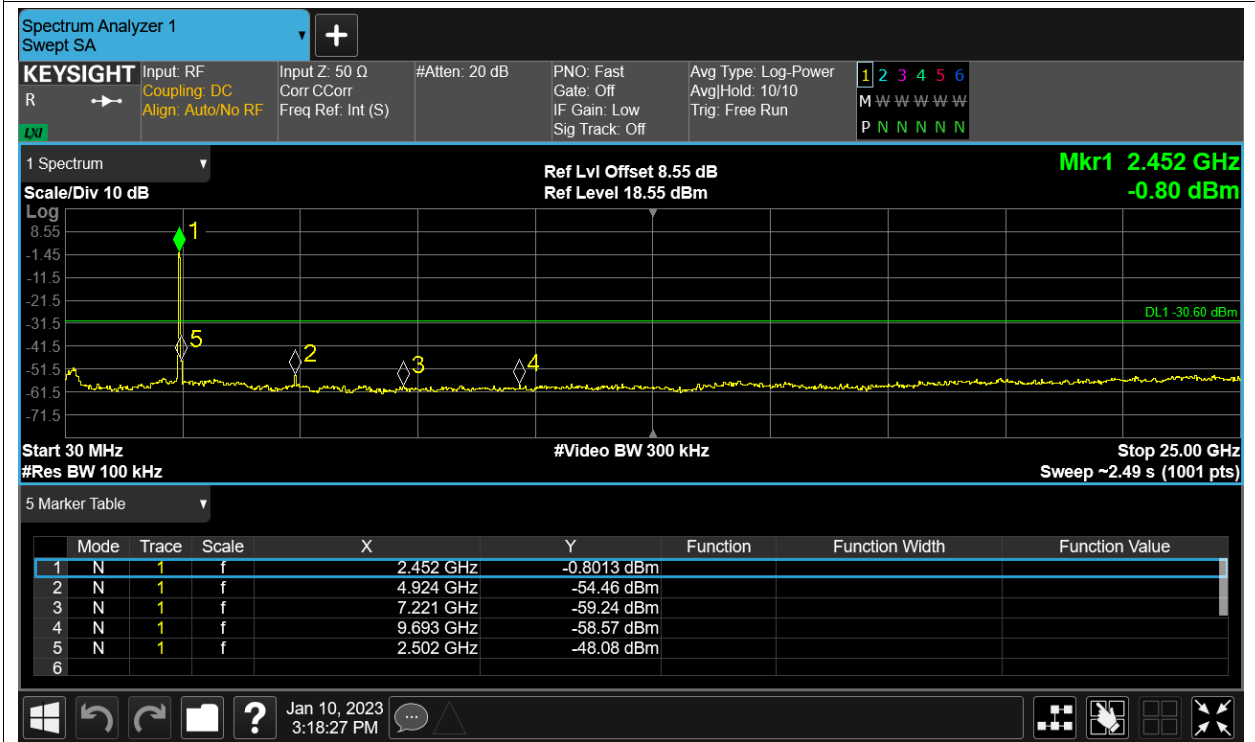 Spectrum Analyzer 1
Swept SA
KEYSIGHT
R
LXI
Input: RF
Coupling: DC
Align: Auto/No RF
Input Z: 50 Ω
Corr CCorr
Freq Ref: Int (S)
#Atten: 20 dB
PNO: Fast
Gate: Off
IF Gain: Low
Sig Track: Off
Avg Type: Log-Power
Avg|Hold: 10/10
Trig: Free Run
1 2 3 4 5 6
M W W W W W
P N N N N N
1 Spectrum
Scale/Div 10 dB
Ref Lvl Offset 8.55 dB
Ref Level 18.55 dBm
Mkr1 2.452 GHz
-0.80 dBm
Log
8.55
-1.45
-11.5
-21.5
-31.5
-41.5
-51.5
-61.5
-71.5
1
5
2
3
4
DL1 -30.60 dBm
Start 30 MHz
#Video BW 300 kHz
Stop 25.00 GHz
#Res BW 100 kHz
Sweep ~2.49 s (1001 pts)
5 Marker Table
Mode Trace Scale X Y Function Function Width Function Value
1 N 1 f 2.452 GHz -0.8013 dBm
2 N 1 f 4.924 GHz -54.46 dBm
3 N 1 f 7.221 GHz -59.24 dBm
4 N 1 f 9.693 GHz -58.57 dBm
5 N 1 f 2.502 GHz -48.08 dBm
6
?
Jan 10, 2023
3:18:27 PM